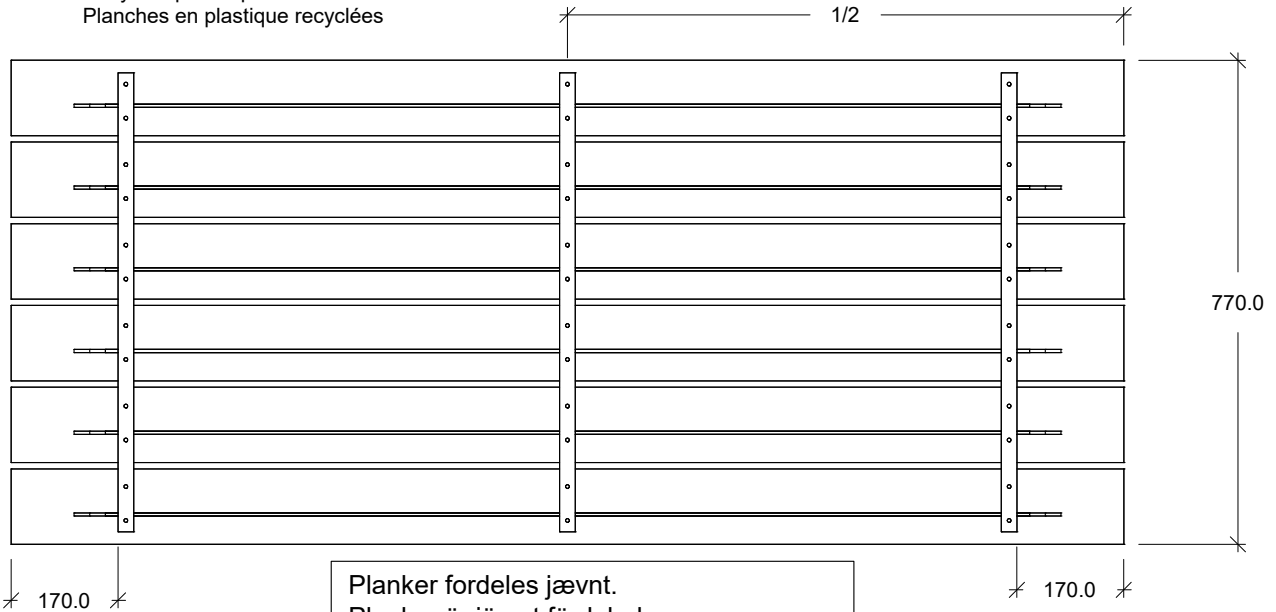 Planches en plastique recyclées
1/2
770.0
170.0
170.0
Planker fordeles jævnt.